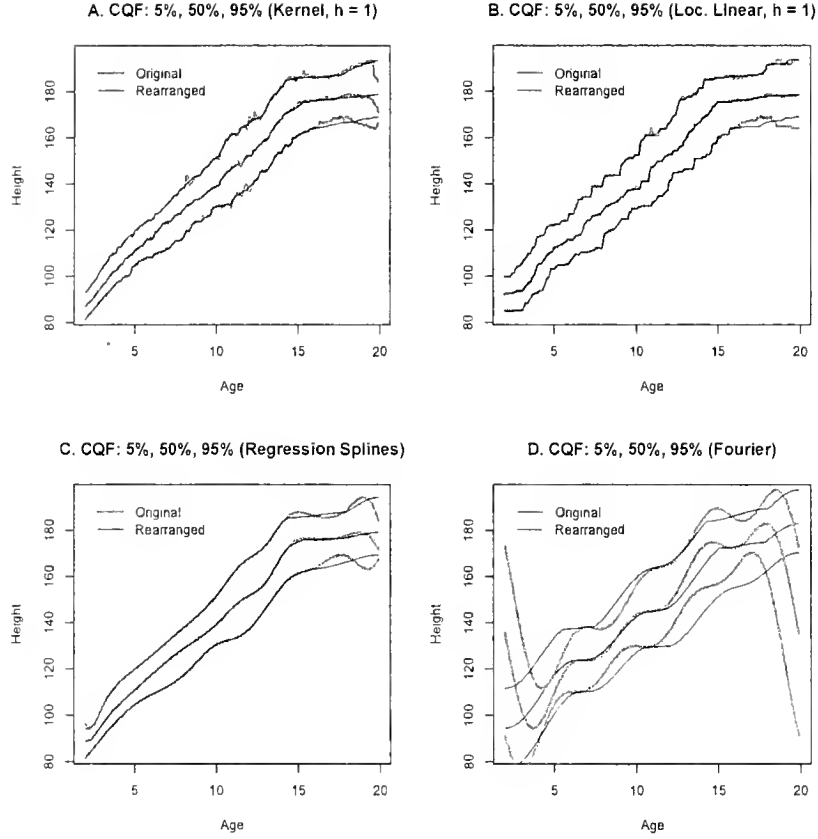 A. CQF: 5%, 50%, 95% (Kernel, h = 1)
Original
Rearranged
Height
80 100 120 140 160 180
5 10 15 20
Age
B. CQF: 5%, 50%, 95% (Loc. Linear, h = 1)
Original
Rearranged
Height
80 100 120 140 160 180
5 10 15 20
Age
C. CQF: 5%, 50%, 95% (Regression Splines)
Original
Rearranged
Height
80 100 120 140 160 180
5 10 15 20
Age
D. CQF: 5%, 50%, 95% (Fourier)
Original
Rearranged
Height
80 100 120 140 160 180
5 10 15 20
Age